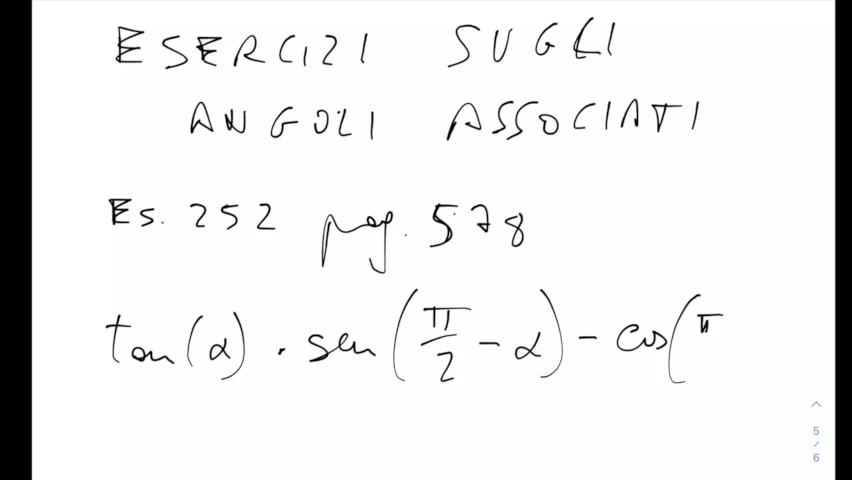 ESERCIZI SUGLI
ANGOLI ASSOCIATI
Es. 252 pag. 578
tan(α) · sen(π/2 - α) - cos(π
5
/
6